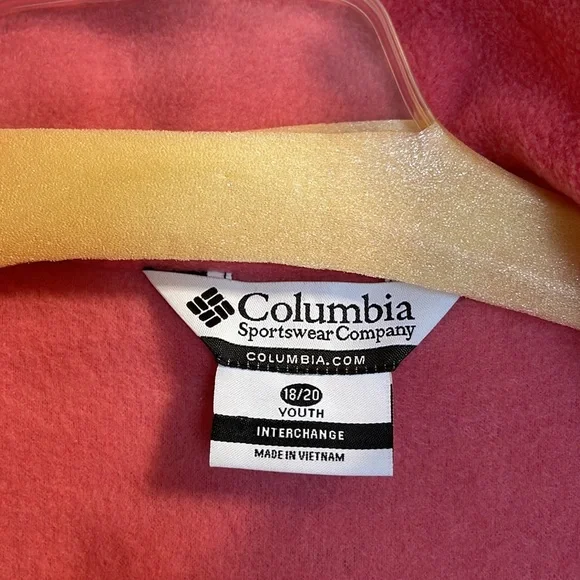 Columbia
Sportswear Company
COLUMBIA.COM
18/20
YOUTH
INTERCHANGE
MADE IN VIETNAM